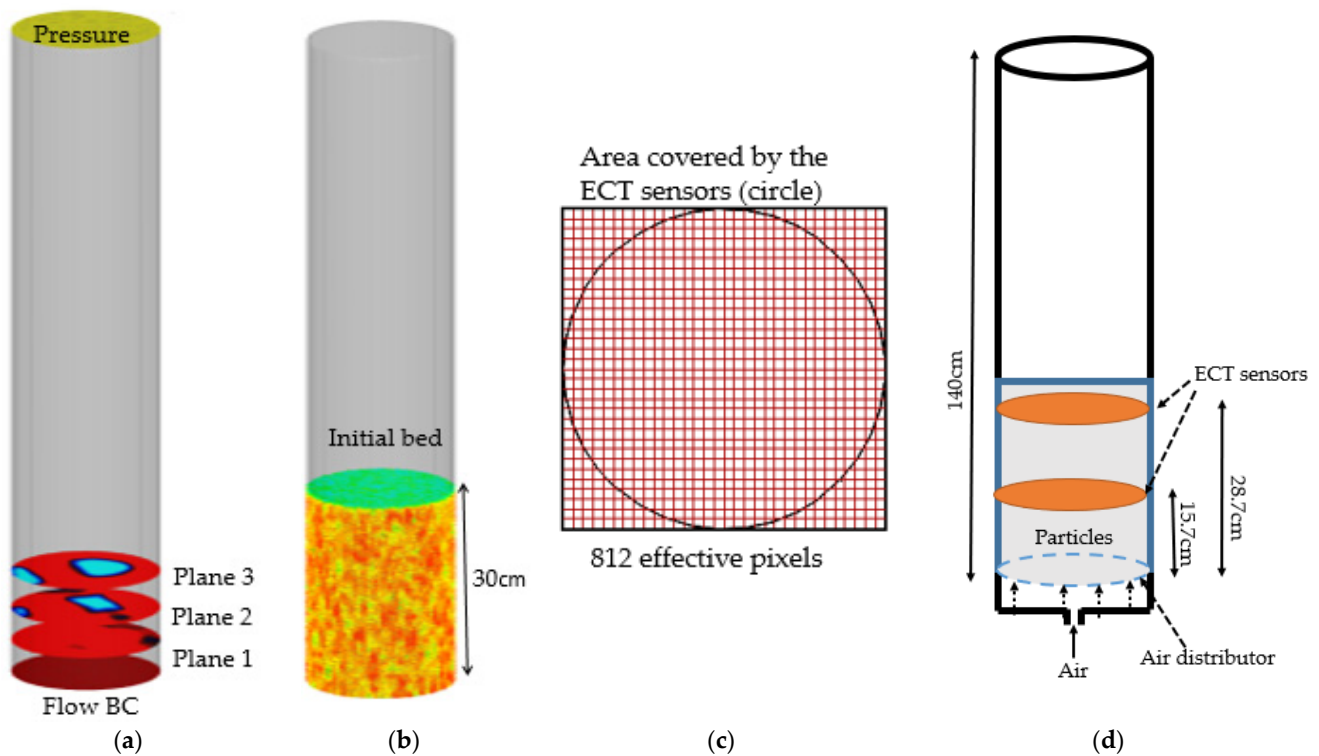 Pressure
Plane 3
Plane 2
Plane 1
Flow BC
(a)
Initial bed
30cm
(b)
Area covered by the
ECT sensors (circle)
812 effective pixels
(c)
140cm
ECT sensors
28.7cm
15.7cm
Particles
Air distributor
Air
(d)